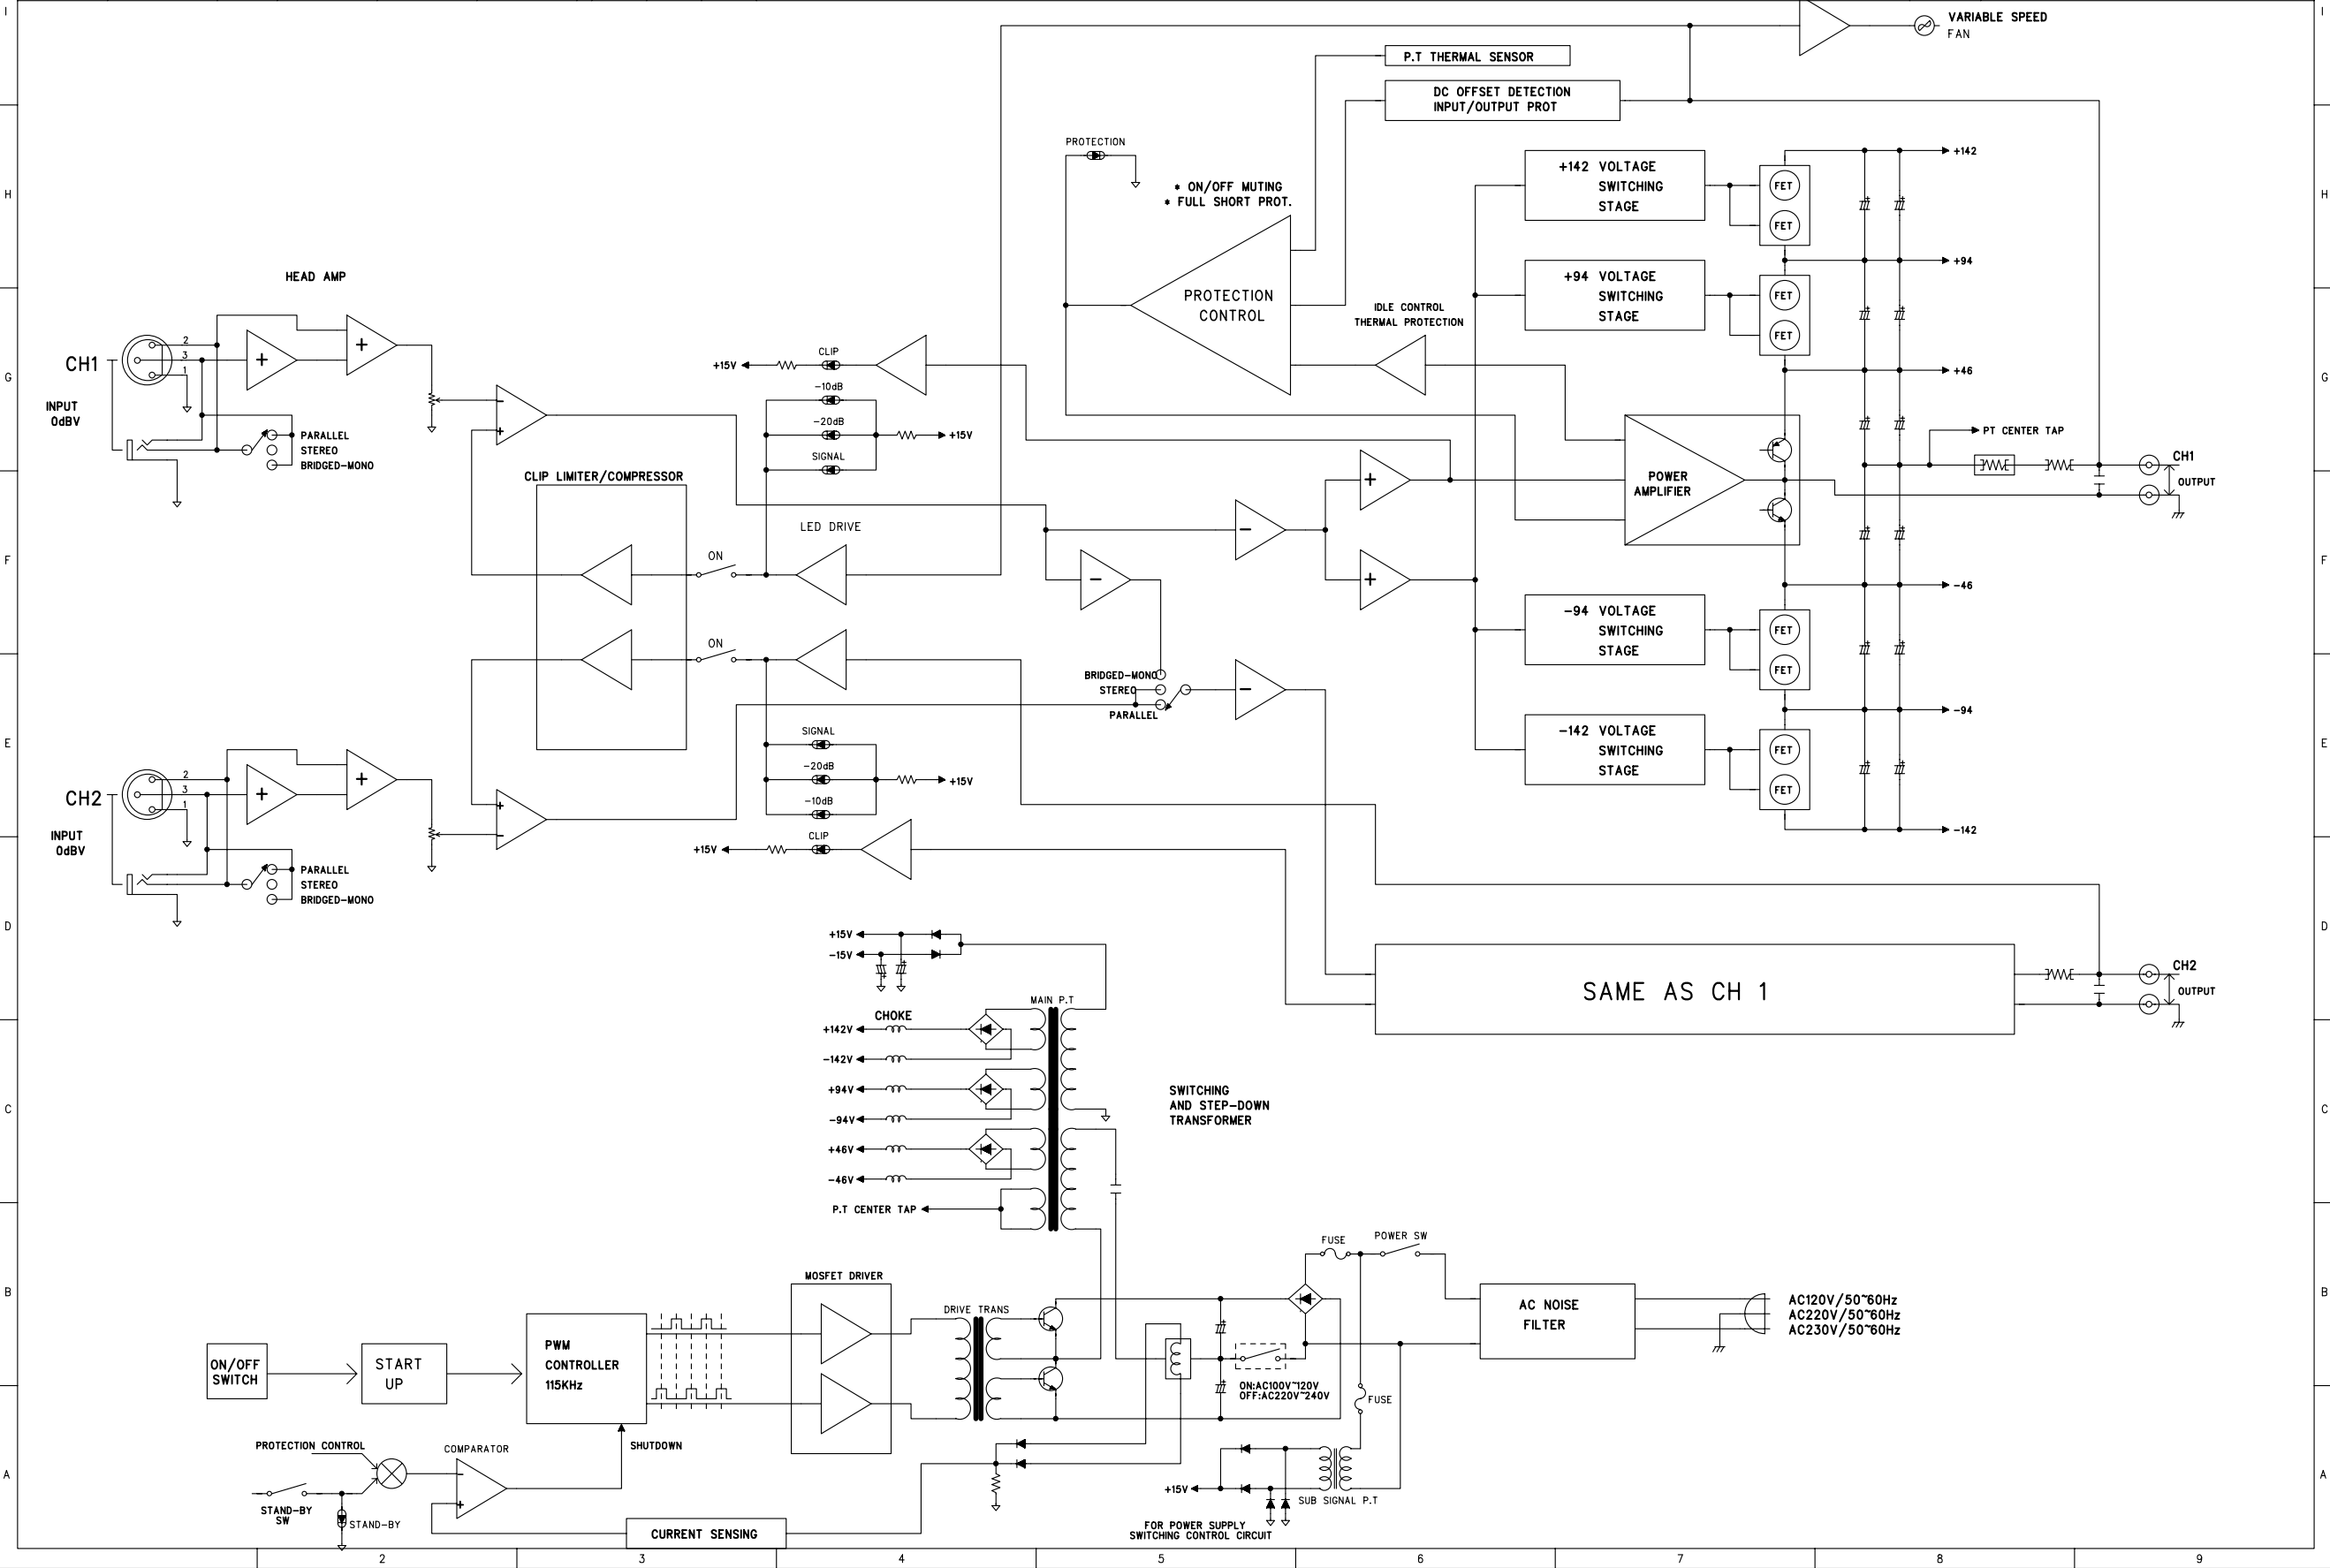 I
I
VARIABLE SPEED
FAN
P.T THERMAL SENSOR
DC OFFSET DETECTION
INPUT/OUTPUT PROT
PROTECTION
* ON/OFF MUTING
* FULL SHORT PROT.
+142 VOLTAGE
SWITCHING
STAGE
FET
FET
+142
H
H
HEAD AMP
+94 VOLTAGE
SWITCHING
STAGE
FET
FET
+94
PROTECTION
CONTROL
IDLE CONTROL
THERMAL PROTECTION
CH1
2
3
1
+
+
INPUT
0dBV
PARALLEL
STEREO
BRIDGED-MONO
G
G
+15V
CLIP
-10dB
-20dB
SIGNAL
+15V
−
+
+46
PT CENTER TAP
CH1
OUTPUT
POWER
AMPLIFIER
CLIP LIMITER/COMPRESSOR
LED DRIVE
ON
ON
+
−
−
+
F
F
-46
-94 VOLTAGE
SWITCHING
STAGE
FET
FET
-94
BRIDGED-MONO
STEREO
PARALLEL
−
-142 VOLTAGE
SWITCHING
STAGE
FET
FET
-142
E
E
SIGNAL
-20dB
-10dB
CLIP
+15V
+15V
CH2
2
3
1
+
+
+
−
INPUT
0dBV
PARALLEL
STEREO
BRIDGED-MONO
D
D
+15V
-15V
SAME AS CH 1
CH2
OUTPUT
MAIN P.T
CHOKE
+142V
-142V
+94V
-94V
+46V
-46V
P.T CENTER TAP
SWITCHING
AND STEP-DOWN
TRANSFORMER
C
C
FUSE
POWER SW
MOSFET DRIVER
DRIVE TRANS
AC NOISE
FILTER
AC120V/50~60Hz
AC220V/50~60Hz
AC230V/50~60Hz
B
B
ON/OFF
SWITCH
START
UP
PWM
CONTROLLER
115KHz
ON:AC100V~120V
OFF:AC220V~240V
FUSE
PROTECTION CONTROL
COMPARATOR
SHUTDOWN
−
+
STAND-BY
SW
STAND-BY
CURRENT SENSING
+15V
SUB SIGNAL P.T
FOR POWER SUPPLY
SWITCHING CONTROL CIRCUIT
A
A
2
3
4
5
6
7
8
9